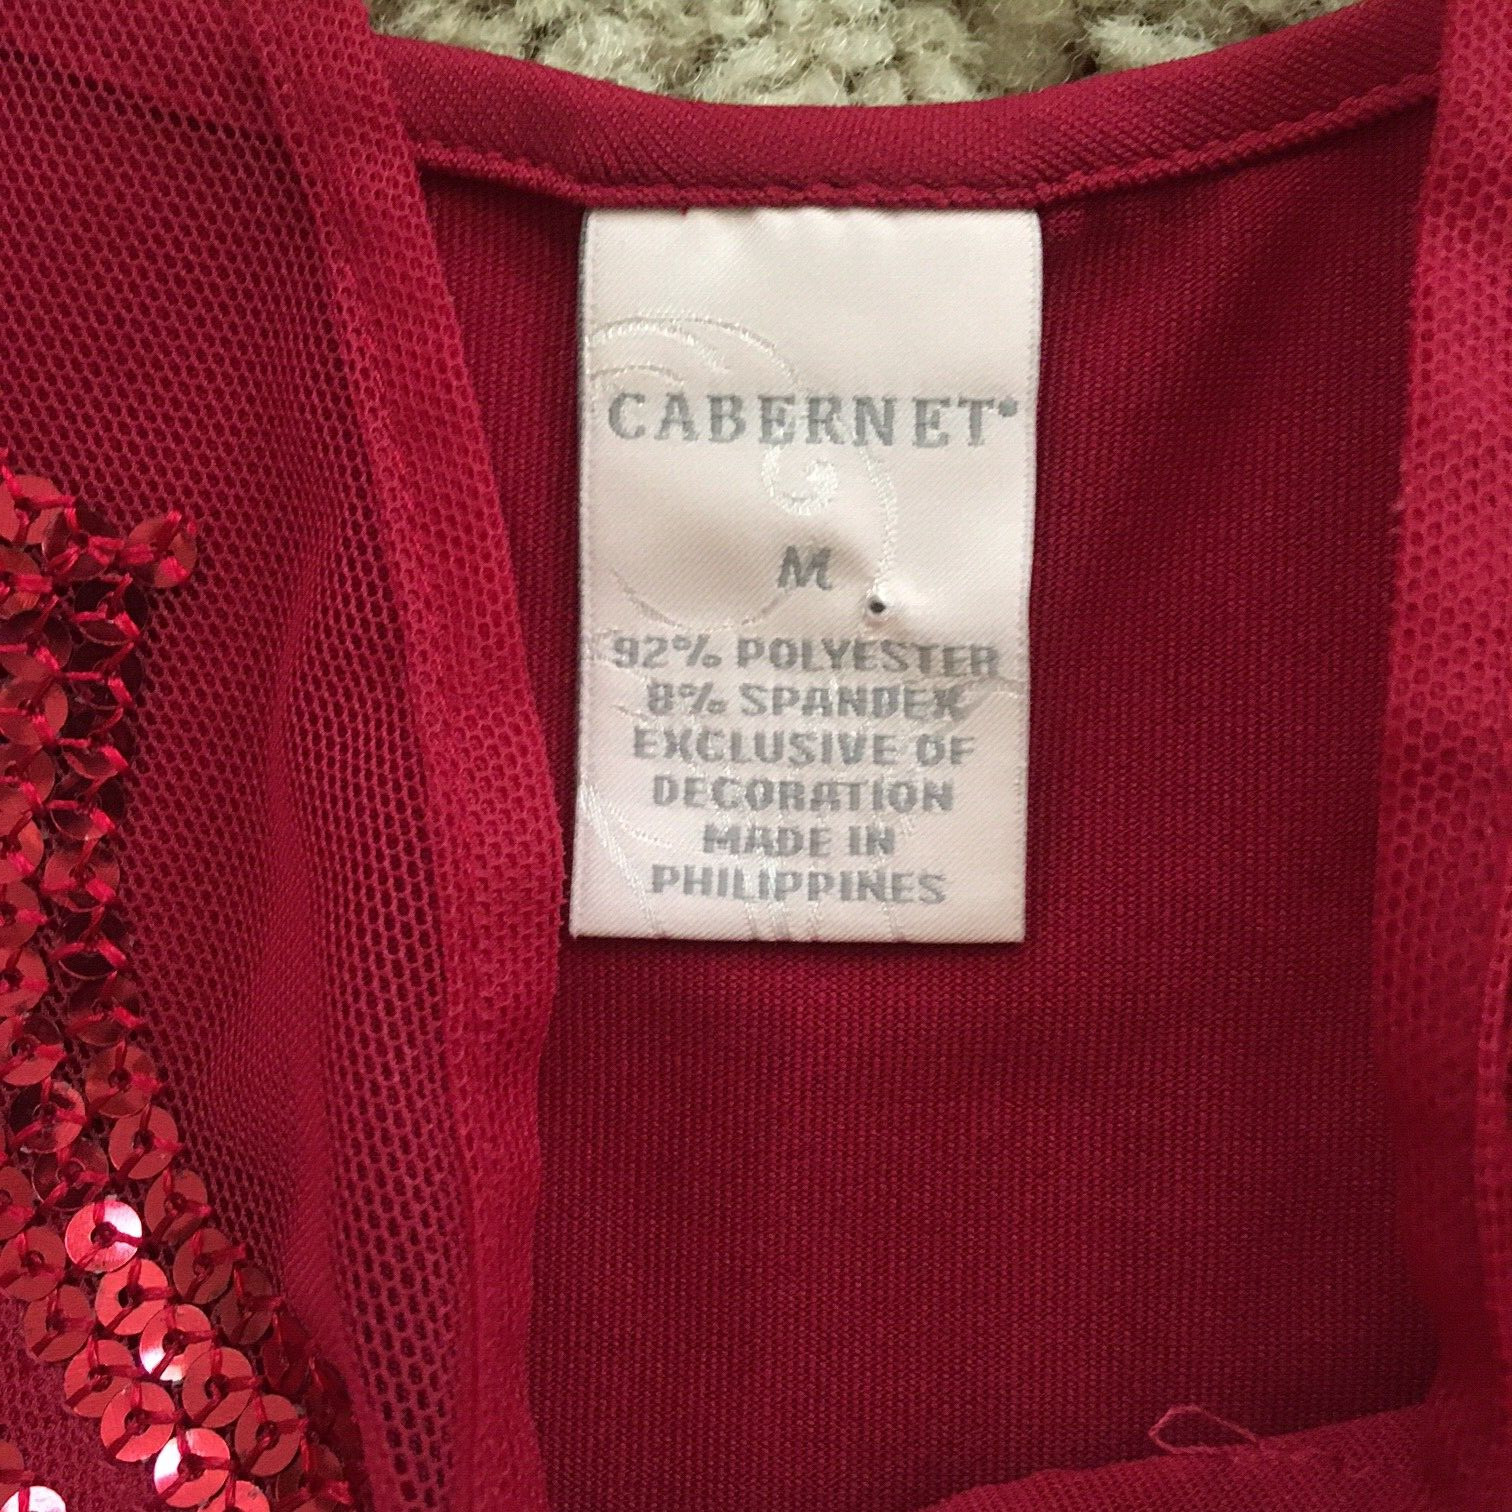 CABERNET®
M
92% POLYESTER
8% SPANDEX
EXCLUSIVE OF
DECORATION
MADE IN
PHILIPPINES